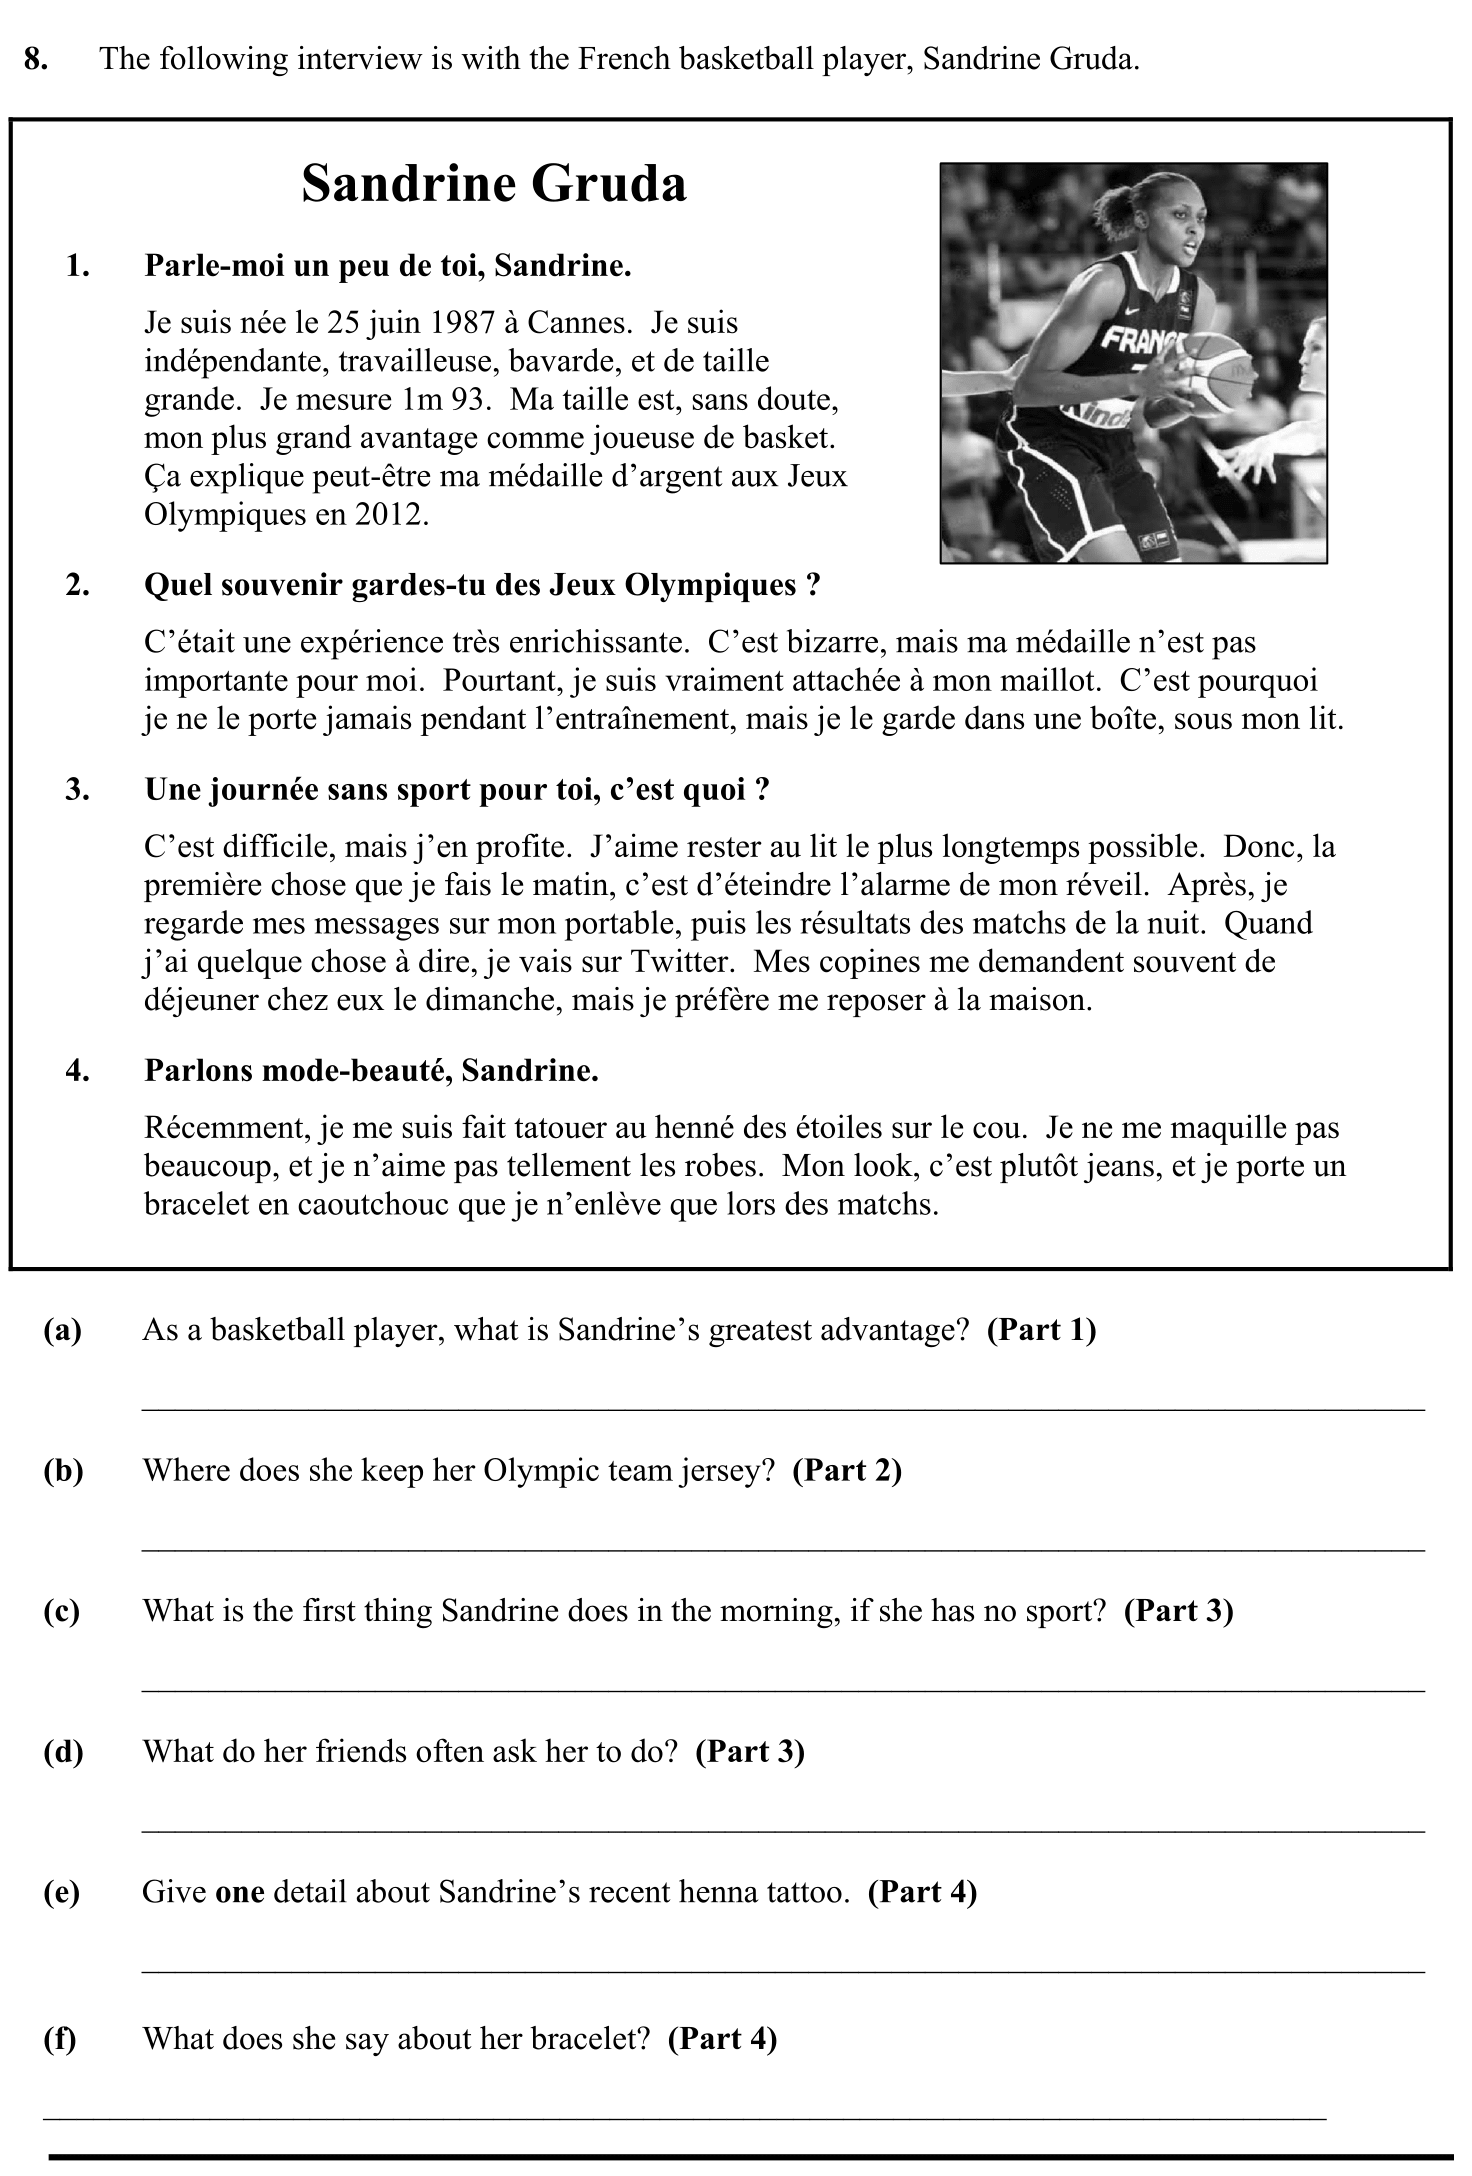 8. The following interview is with the French basketball player, Sandrine Gruda.
Sandrine Gruda
1. Parle-moi un peu de toi, Sandrine.
Je suis née le 25 juin 1987 à Cannes. Je suis
indépendante, travailleuse, bavarde, et de taille
grande. Je mesure 1m 93. Ma taille est, sans doute,
mon plus grand avantage comme joueuse de basket.
Ça explique peut-être ma médaille d’argent aux Jeux
Olympiques en 2012.
FRANCE
2. Quel souvenir gardes-tu des Jeux Olympiques ?
C’était une expérience très enrichissante. C’est bizarre, mais ma médaille n’est pas
importante pour moi. Pourtant, je suis vraiment attachée à mon maillot. C’est pourquoi
je ne le porte jamais pendant l’entraînement, mais je le garde dans une boîte, sous mon lit.
3. Une journée sans sport pour toi, c’est quoi ?
C’est difficile, mais j’en profite. J’aime rester au lit le plus longtemps possible. Donc, la
première chose que je fais le matin, c’est d’éteindre l’alarme de mon réveil. Après, je
regarde mes messages sur mon portable, puis les résultats des matchs de la nuit. Quand
j’ai quelque chose à dire, je vais sur Twitter. Mes copines me demandent souvent de
déjeuner chez eux le dimanche, mais je préfère me reposer à la maison.
4. Parlons mode-beauté, Sandrine.
Récemment, je me suis fait tatouer au henné des étoiles sur le cou. Je ne me maquille pas
beaucoup, et je n’aime pas tellement les robes. Mon look, c’est plutôt jeans, et je porte un
bracelet en caoutchouc que je n’enlève que lors des matchs.
(a) As a basketball player, what is Sandrine’s greatest advantage? (Part 1)
(b) Where does she keep her Olympic team jersey? (Part 2)
(c) What is the first thing Sandrine does in the morning, if she has no sport? (Part 3)
(d) What do her friends often ask her to do? (Part 3)
(e) Give one detail about Sandrine’s recent henna tattoo. (Part 4)
(f) What does she say about her bracelet? (Part 4)